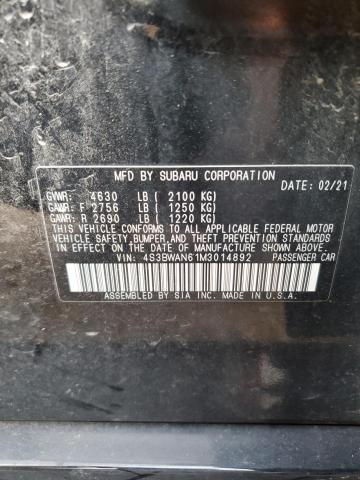 MFD BY SUBARU CORPORATION
DATE: 02/21
GVWR: 4630 LB ( 2100 KG)
GAWR: F 2756 LB ( 1250 KG)
GAWR: R 2690 LB ( 1220 KG)
THIS VEHICLE CONFORMS TO ALL APPLICABLE FEDERAL MOTOR
VEHICLE SAFETY, BUMPER, AND THEFT PREVENTION STANDARDS
IN EFFECT ON THE DATE OF MANUFACTURE SHOWN ABOVE.
VIN: 4S3BWAN61M3014892 PASSENGER CAR
ASSEMBLED BY SIA INC. MADE IN U.S.A.